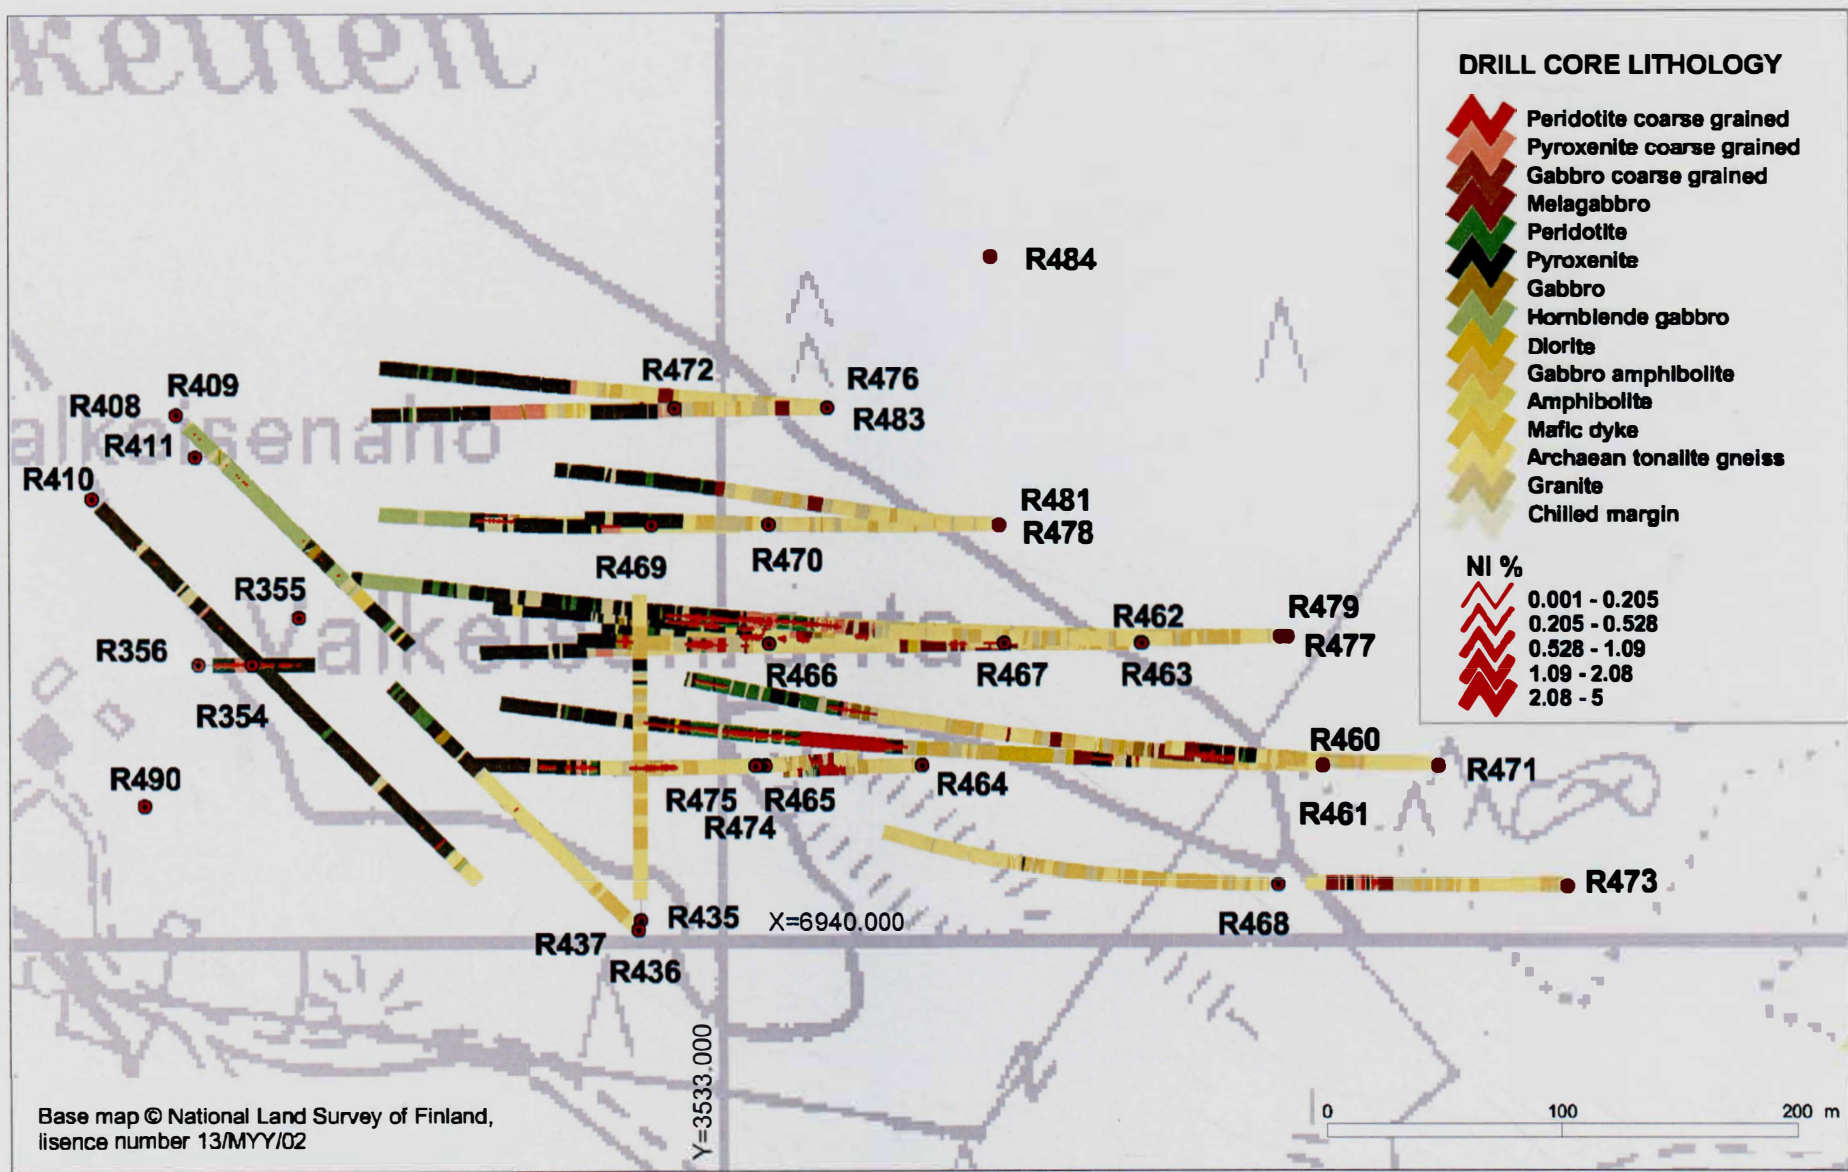 keinen
DRILL CORE LITHOLOGY
Peridotite coarse grained
Pyroxenite coarse grained
Gabbro coarse grained
Melagabbro
Peridotite
Pyroxenite
Gabbro
Hornblende gabbro
Diorite
Gabbro amphibolite
Amphibolite
Mafic dyke
Archaean tonalite gneiss
Granite
Chilled margin
NI %
0.001 - 0.205
0.205 - 0.528
0.528 - 1.09
1.09 - 2.08
2.08 - 5
R484
R472
R476
R483
R409
R408
R411
alkeisenaho
R410
R481
R478
R469
R470
R355
R462
R479
R477
R356
R466
R467
R463
R354
R460
R471
R490
R475
R465
R464
R474
R461
R473
R435
X=6940.000
R468
R437
R436
Y=3533.000
Base map © National Land Survey of Finland,
lisence number 13/MYY/02
0 100 200 m